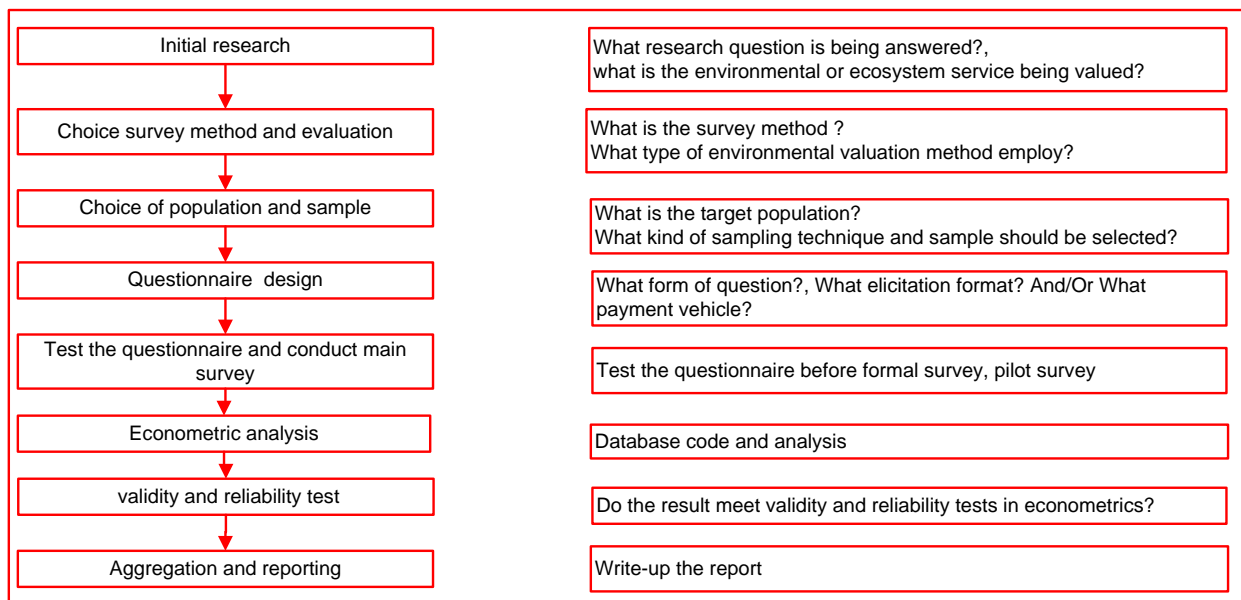 Initial research
What research question is being answered?,
what is the environmental or ecosystem service being valued?
Choice survey method and evaluation
What is the survey method ?
What type of environmental valuation method employ?
Choice of population and sample
What is the target population?
What kind of sampling technique and sample should be selected?
Questionnaire  design
What form of question?, What elicitation format? And/Or What
payment vehicle?
Test the questionnaire and conduct main
survey
Test the questionnaire before formal survey, pilot survey
Econometric analysis
Database code and analysis
validity and reliability test
Do the result meet validity and reliability tests in econometrics?
Aggregation and reporting
Write-up the report